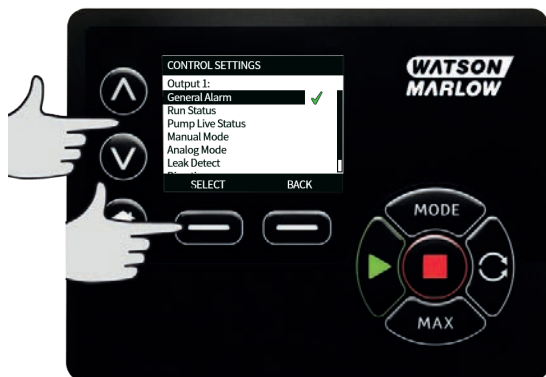 CONTROL SETTINGS
Output 1:
General Alarm
Run Status
Pump Live Status
Manual Mode
Analog Mode
Leak Detect
SELECT BACK
WATSON
MARLOW
MODE
MAX